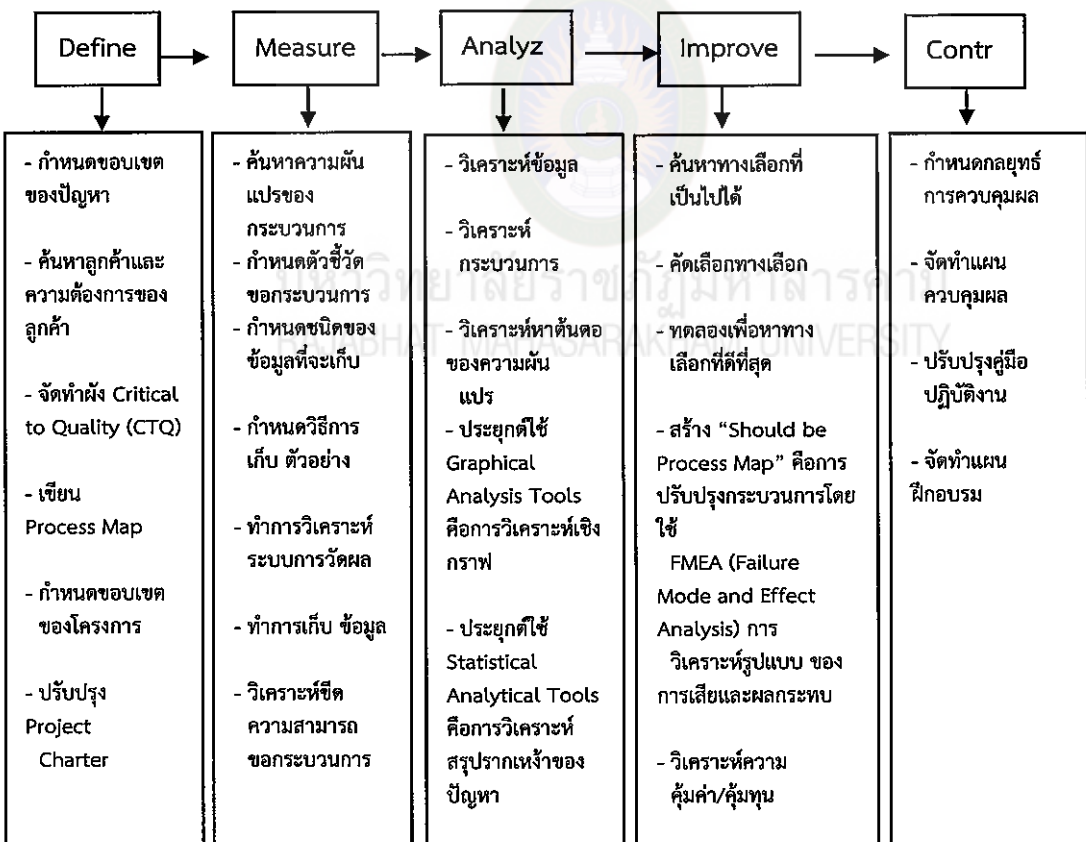 Define
Measure
Analyz
Improve
Contr
- กำหนดขอบเขต
ของปัญหา
- ค้นหาลูกค้าและ
ความต้องการของ
ลูกค้า
- จัดทำผัง Critical
to Quality (CTQ)
- เขียน
Process Map
- กำหนดขอบเขต
ของโครงการ
- ปรับปรุง
Project
Charter
- ค้นหาความผัน
แปรของ
กระบวนการ
- กำหนดตัวชี้วัด
ขอกระบวนการ
- กำหนดชนิดของ
ข้อมูลที่จะเก็บ
- กำหนดวิธีการ
เก็บ ตัวอย่าง
- ทำการวิเคราะห์
ระบบการวัดผล
- ทำการเก็บ ข้อมูล
- วิเคราะห์ขีด
ความสามารถ
ขอกระบวนการ
- วิเคราะห์ข้อมูล
- วิเคราะห์
กระบวนการ
- วิเคราะห์หาต้นตอ
ของความผัน
แปร
- ประยุกต์ใช้
Graphical
Analysis Tools
คือการวิเคราะห์เชิง
กราฟ
- ประยุกต์ใช้
Statistical
Analytical Tools
คือการวิเคราะห์
สรุปรากเหง้าของ
ปัญหา
- ค้นหาทางเลือกที่
เป็นไปได้
- คัดเลือกทางเลือก
- ทดลองเพื่อหาทาง
เลือกที่ดีที่สุด
- สร้าง “Should be
Process Map” คือการ
ปรับปรุงกระบวนการโดย
ใช้
FMEA (Failure
Mode and Effect
Analysis) การ
วิเคราะห์รูปแบบ ของ
การเสียและผลกระทบ
- วิเคราะห์ความ
คุ้มค่า/คุ้มทุน
- กำหนดกลยุทธ์
การควบคุมผล
- จัดทำแผน
ควบคุมผล
- ปรับปรุงคู่มือ
ปฏิบัติงาน
- จัดทำแผน
ฝึกอบรม
มหาวิทยาลัยราชภัฏมหาสารคาม
RAJABHAT MAHASARAKHAM UNIVERSITY